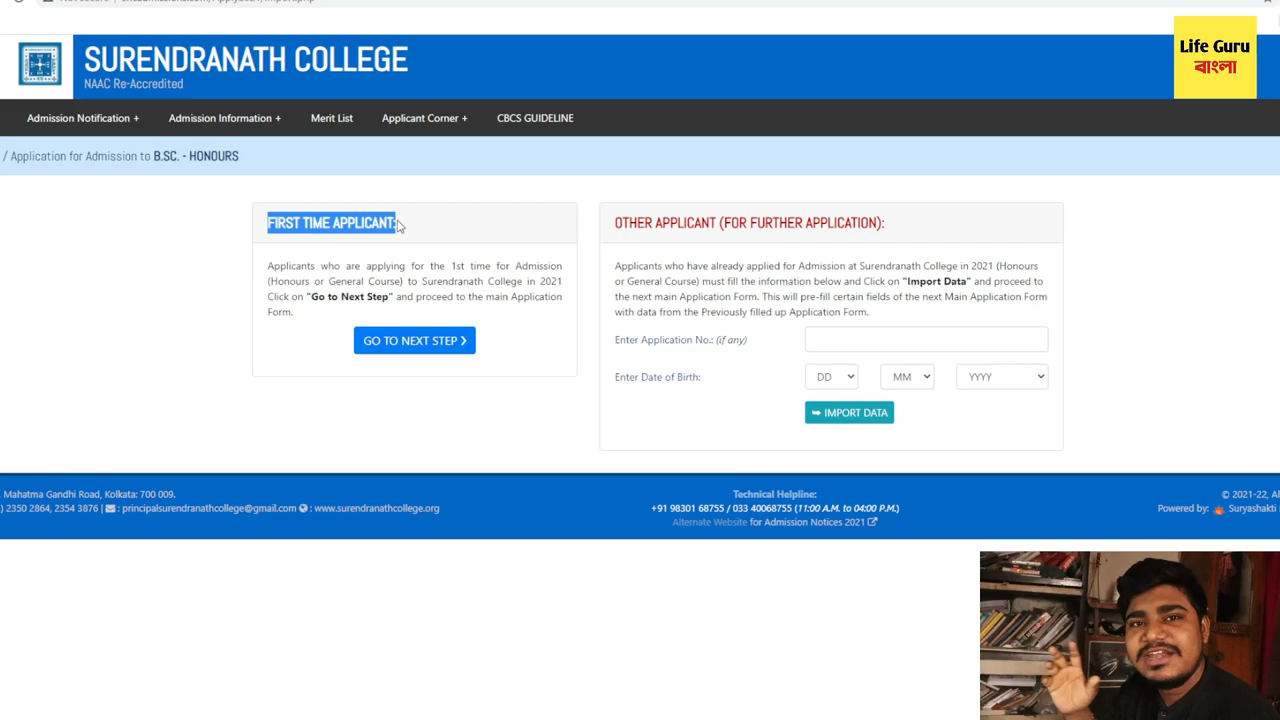 Life Guru
বাংলা
SURENDRANATH COLLEGE
NAAC Re-Accredited
Admission Notification + Admission Information + Merit List Applicant Corner + CBCS GUIDELINE
/ Application for Admission to B.SC. - HONOURS
FIRST TIME APPLICANT:
Applicants who are applying for the 1st time for Admission
(Honours or General Course) to Surendranath College in 2021
Click on "Go to Next Step" and proceed to the main Application
Form.
GO TO NEXT STEP ❯
OTHER APPLICANT (FOR FURTHER APPLICATION):
Applicants who have already applied for Admission at Surendranath College in 2021 (Honours
or General Course) must fill the information below and Click on "Import Data" and proceed to
the next main Application Form. This will pre-fill certain fields of the next Main Application Form
with data from the Previously filled up Application Form.
Enter Application No.: (if any)
Enter Date of Birth: DD MM YYYY
IMPORT DATA
, Mahatma Gandhi Road, Kolkata: 700 009.
) 2350 2864, 2354 3876 | : principalsurendranathcollege@gmail.com : www.surendranathcollege.org
Technical Helpline:
+91 98301 68755 / 033 40068755 (11:00 A.M. to 04:00 P.M.)
Alternate Website for Admission Notices 2021
© 2021-22, Al
Powered by: Suryashakti